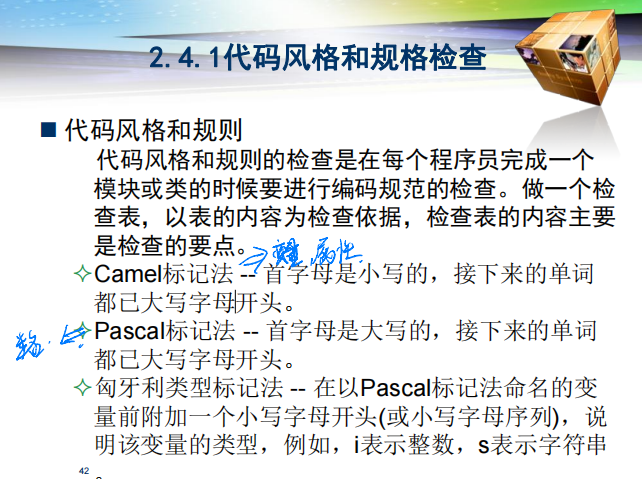 2.4.1代码风格和规格检查
■ 代码风格和规则
代码风格和规则的检查是在每个程序员完成一个
模块或类的时候要进行编码规范的检查。做一个检
查表，以表的内容为检查依据，检查表的内容主要
是检查的要点。
✧Camel标记法 -- 首字母是小写的，接下来的单词
都已大写字母开头。
✧Pascal标记法 -- 首字母是大写的，接下来的单词
都已大写字母开头。
✧匈牙利类型标记法 -- 在以Pascal标记法命名的变
量前附加一个小写字母开头(或小写字母序列)，说
明该变量的类型，例如，i表示整数，s表示字符串
。
42